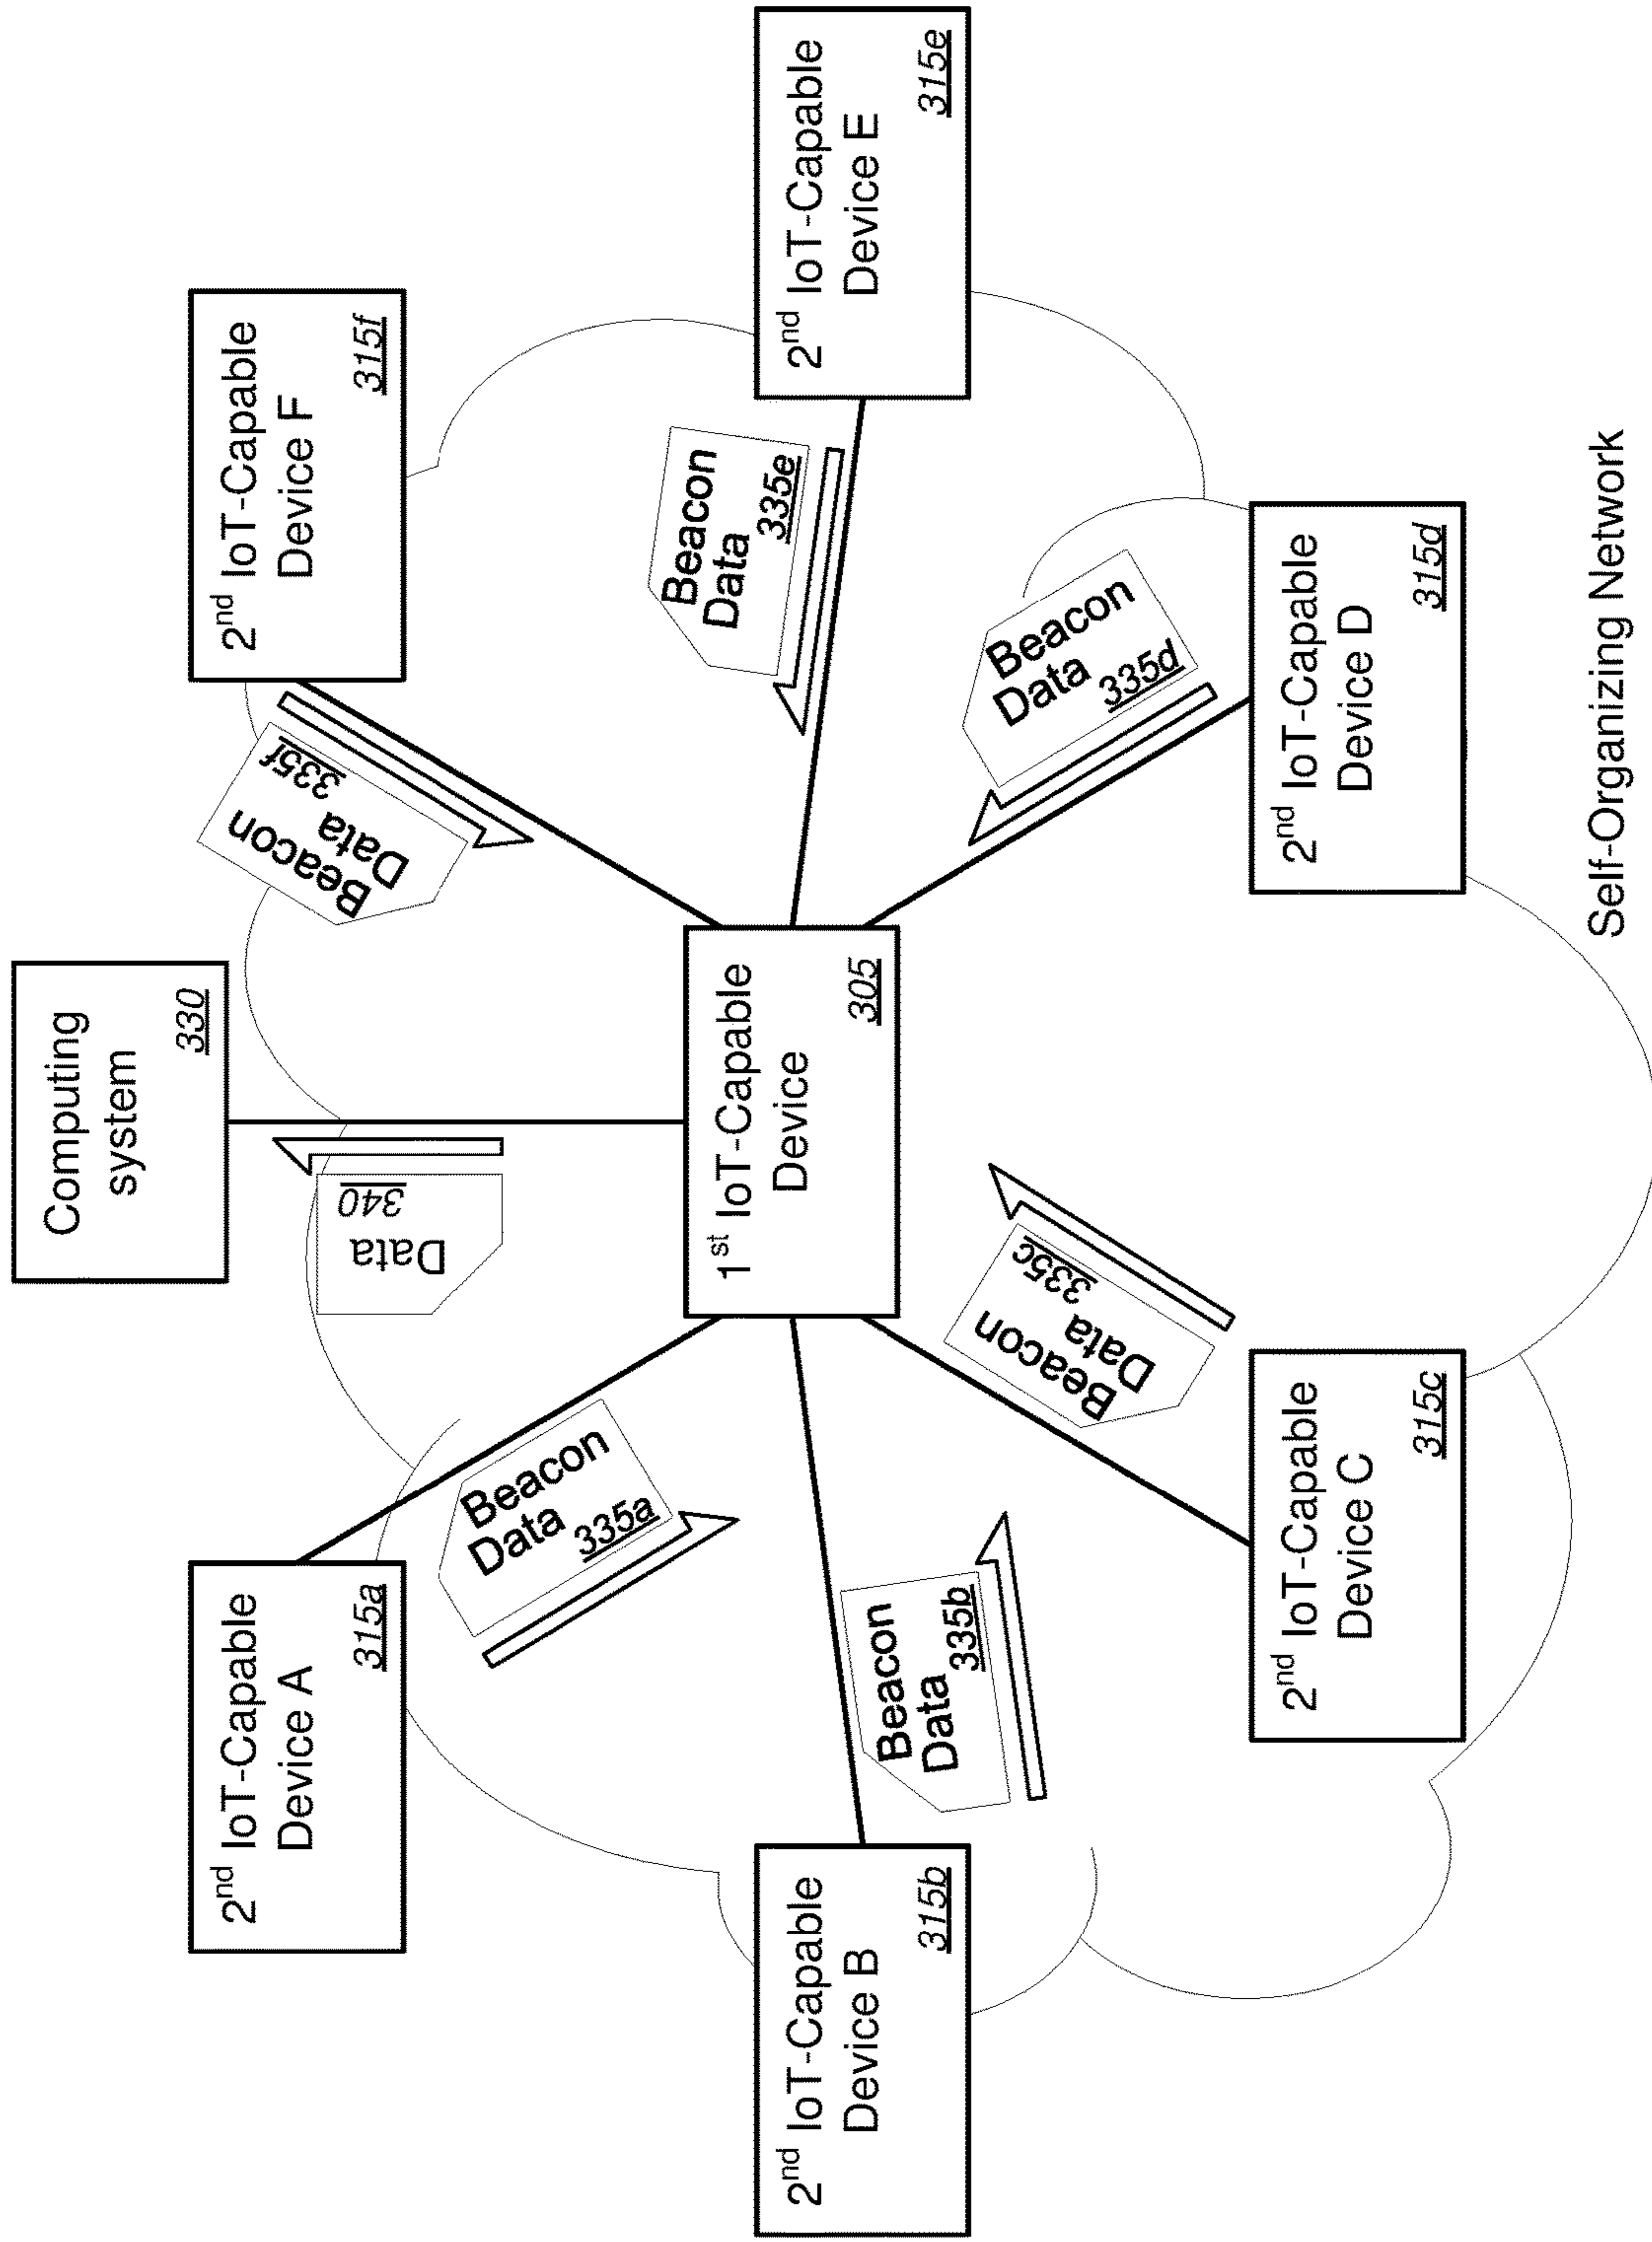 Computing
system
330
2nd IoT-Capable
Device A
315a
2nd IoT-Capable
Device F
315f
Data
340
Beacon
Data
335a
Beacon
Data
335f
2nd IoT-Capable
Device B
315b
Beacon
Data
335b
1st IoT-Capable
Device
305
Beacon
Data
335e
2nd IoT-Capable
Device E
315e
Beacon
Data
335c
Beacon
Data
335d
2nd IoT-Capable
Device C
315c
2nd IoT-Capable
Device D
315d
Self-Organizing Network